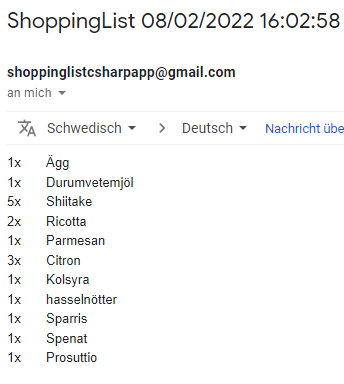 ShoppingList 08/02/2022 16:02:58
shoppinglistcsharpapp@gmail.com
an mich
Schwedisch > Deutsch Nachricht übe
1x Ägg
1x Durumvetemjöl
5x Shiitake
2x Ricotta
1x Parmesan
3x Citron
1x Kolsyra
1x hasselnötter
1x Sparris
1x Spenat
1x Prosuttio